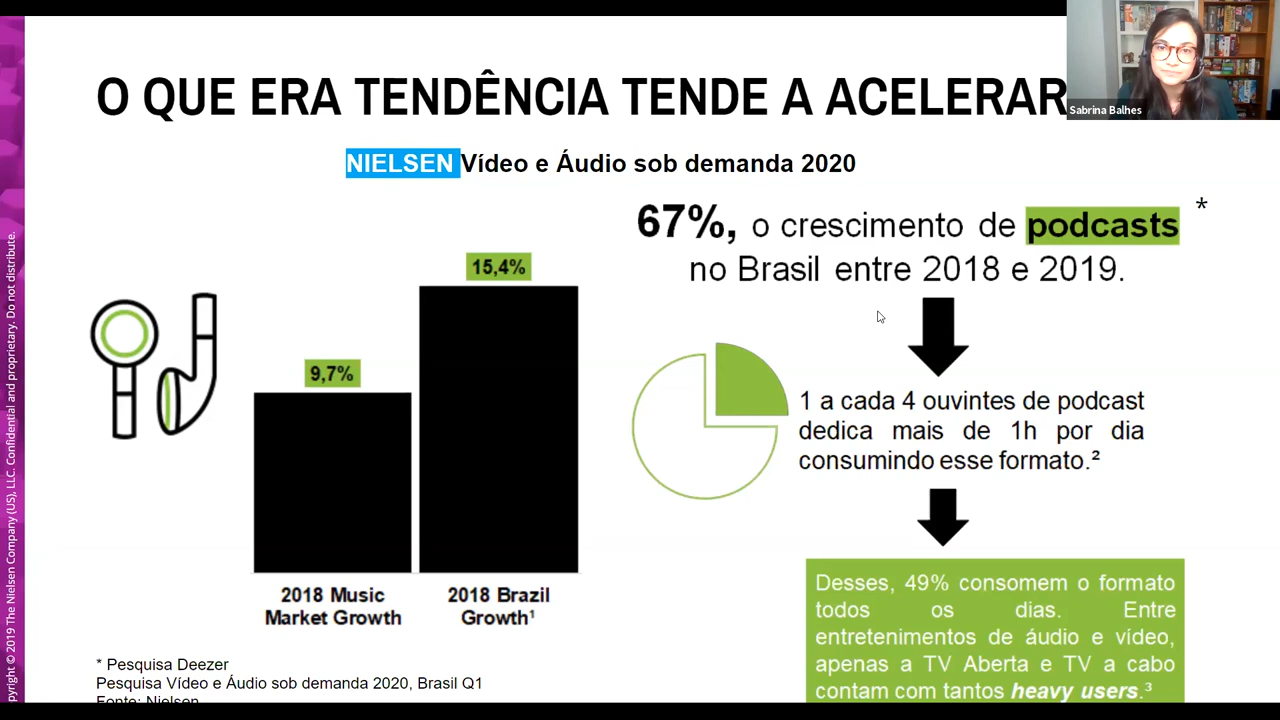 O QUE ERA TENDÊNCIA TENDE A ACELERAR
Sabrina Balhes
NIELSEN Vídeo e Áudio sob demanda 2020
67%, o crescimento de podcasts *
no Brasil entre 2018 e 2019.
15,4%
9,7%
1 a cada 4 ouvintes de podcast
dedica mais de 1h por dia
consumindo esse formato.²
Desses, 49% consomem o formato
todos os dias. Entre
entretenimentos de áudio e vídeo,
apenas a TV Aberta e TV a cabo
contam com tantos heavy users.³
2018 Music
Market Growth
2018 Brazil
Growth¹
* Pesquisa Deezer
Pesquisa Vídeo e Áudio sob demanda 2020, Brasil Q1
Fonte: Nielsen
pyright © 2019 The Nielsen Company (US), LLC. Confidential and proprietary. Do not distribute.